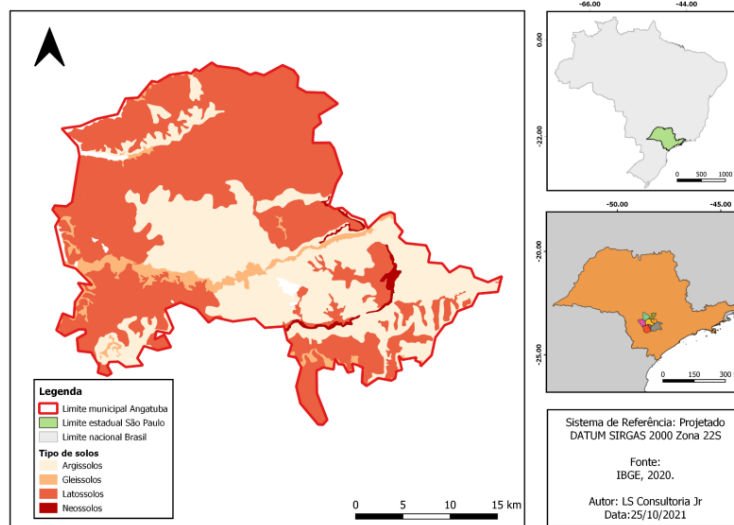 Legenda
Limite municipal Angatuba
Limite estadual São Paulo
Limite nacional Brasil
Tipo de solos
Argissolos
Gleissolos
Latossolos
Neossolos
0 5 10 15 km
-66.00 -44.00
0.00
-22.00
0 500 1000
-50.00 -45.00
-20.00
-25.00
0 150 300
Sistema de Referência: Projetado
DATUM SIRGAS 2000 Zona 22S
Fonte:
IBGE, 2020.
Autor: LS Consultoria Jr
Data:25/10/2021